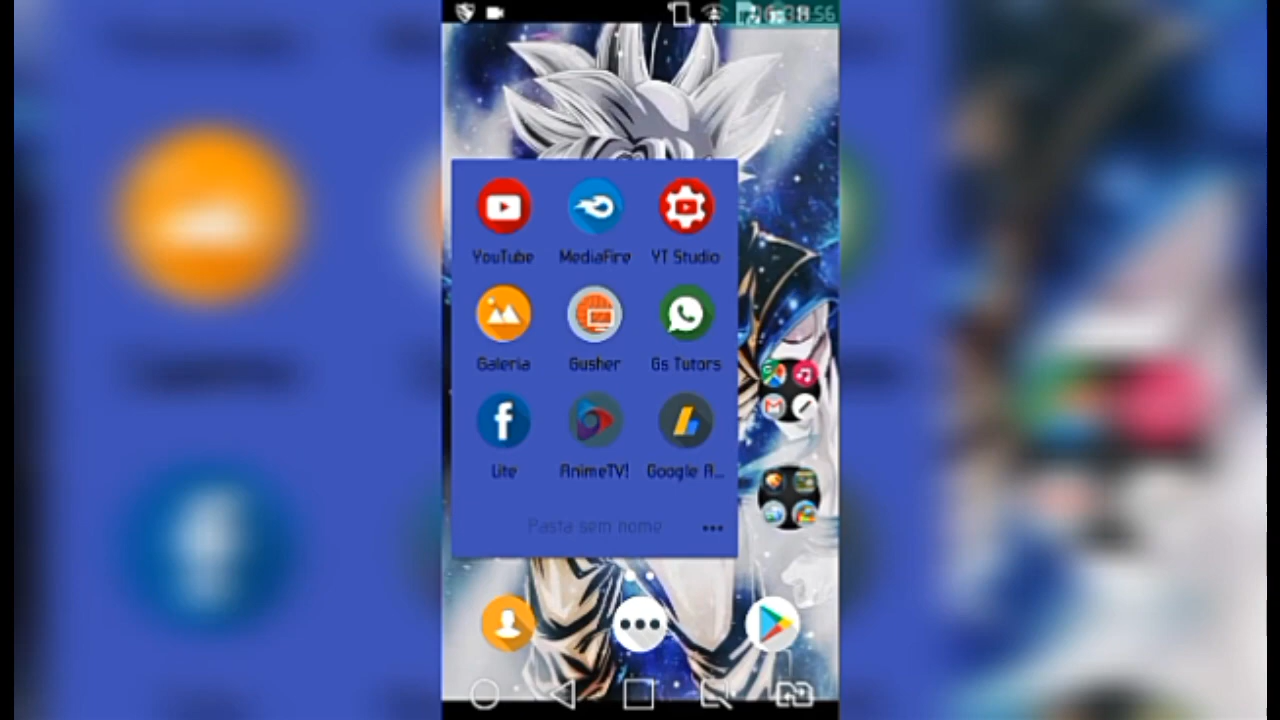 YouTube MediaFire YT Studio
Galeria Gusher Gs Tutors
Lite AnimeTV! Google A...
Pasta sem nome